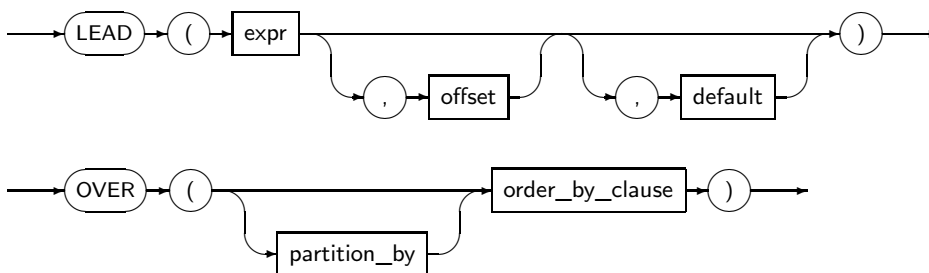 LEAD ( expr )
, offset , default
OVER ( order_by_clause )
partition_by